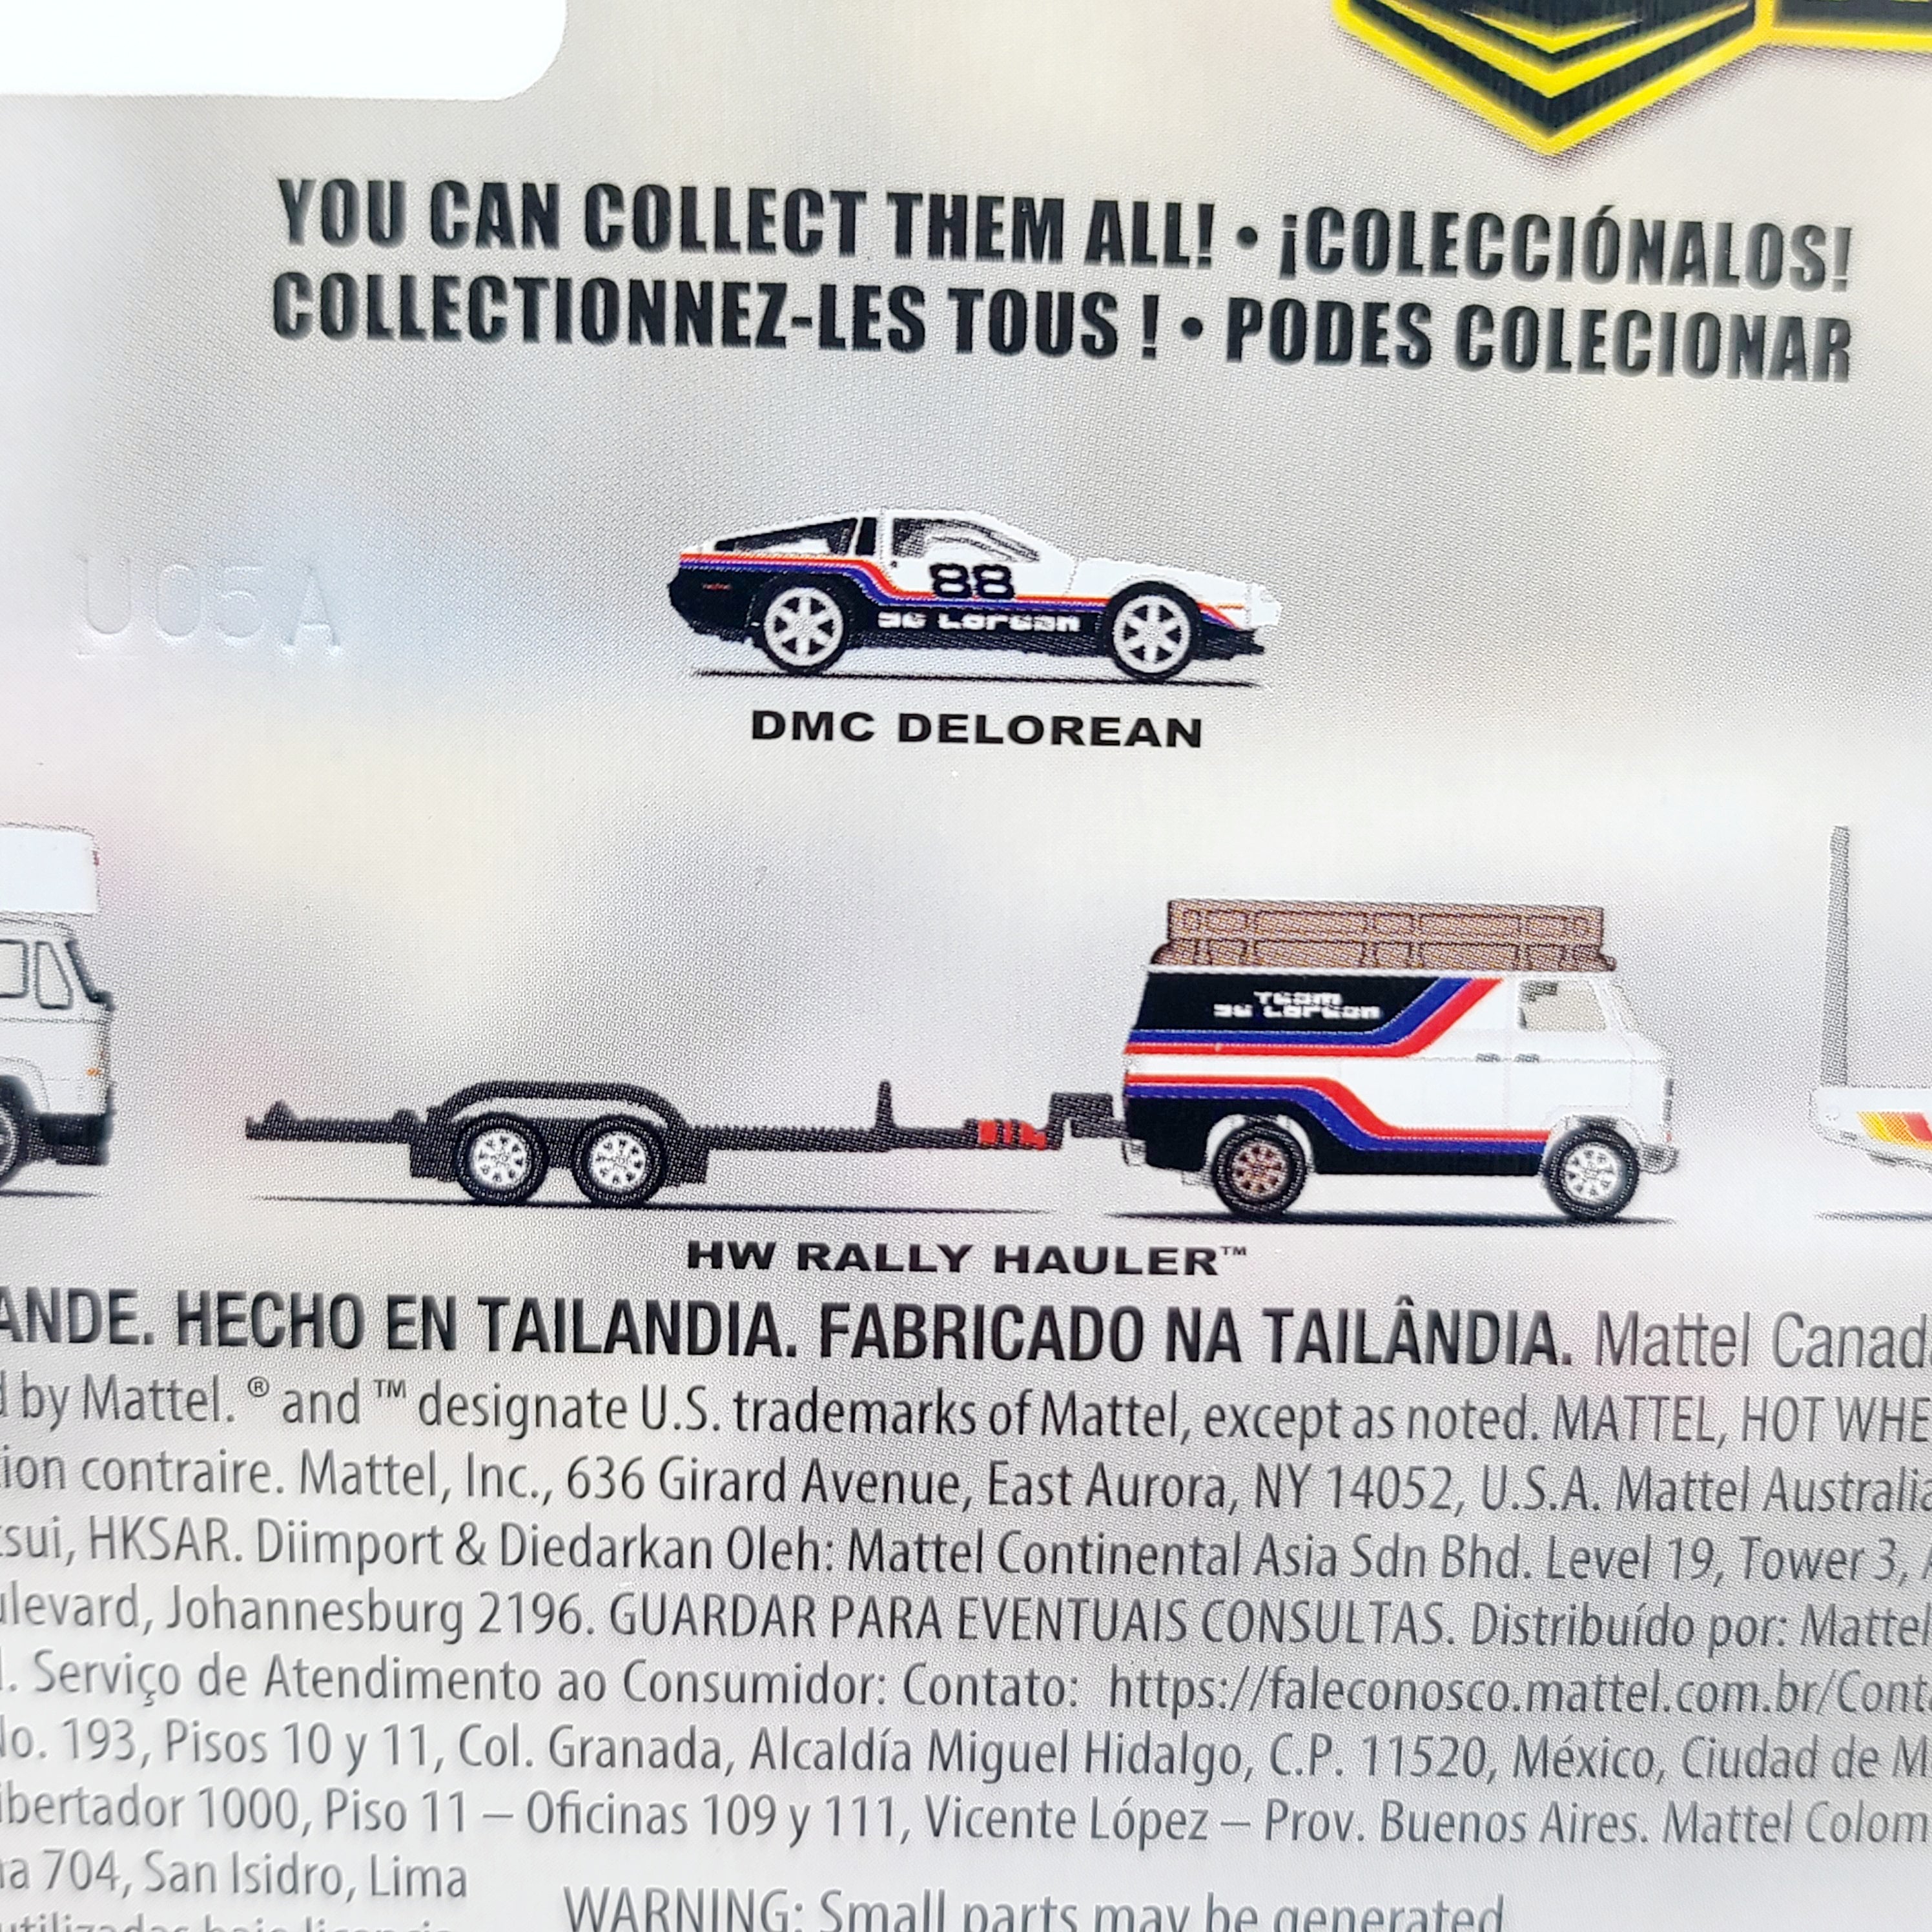 YOU CAN COLLECT THEM ALL! • ¡COLECCIÓNALOS!
COLLECTIONNEZ-LES TOUS ! • PODES COLECIONAR
U05A
88
DMC DELOREAN
Team
HW RALLY HAULER™
ANDE. HECHO EN TAILANDIA. FABRICADO NA TAILÂNDIA. Mattel Canad
by Mattel. ® and ™ designate U.S. trademarks of Mattel, except as noted. MATTEL, HOT WHE
ion contraire. Mattel, Inc., 636 Girard Avenue, East Aurora, NY 14052, U.S.A. Mattel Australia
sui, HKSAR. Diimport & Diedarkan Oleh: Mattel Continental Asia Sdn Bhd. Level 19, Tower 3,
ulevard, Johannesburg 2196. GUARDAR PARA EVENTUAIS CONSULTAS. Distribuído por: Mattel
. Serviço de Atendimento ao Consumidor: Contato: https://faleconosco.mattel.com.br/Cont
No. 193, Pisos 10 y 11, Col. Granada, Alcaldía Miguel Hidalgo, C.P. 11520, México, Ciudad de M
ibertador 1000, Piso 11 – Oficinas 109 y 111, Vicente López – Prov. Buenos Aires. Mattel Colom
na 704, San Isidro, Lima
WARNING: Small parts may be generated